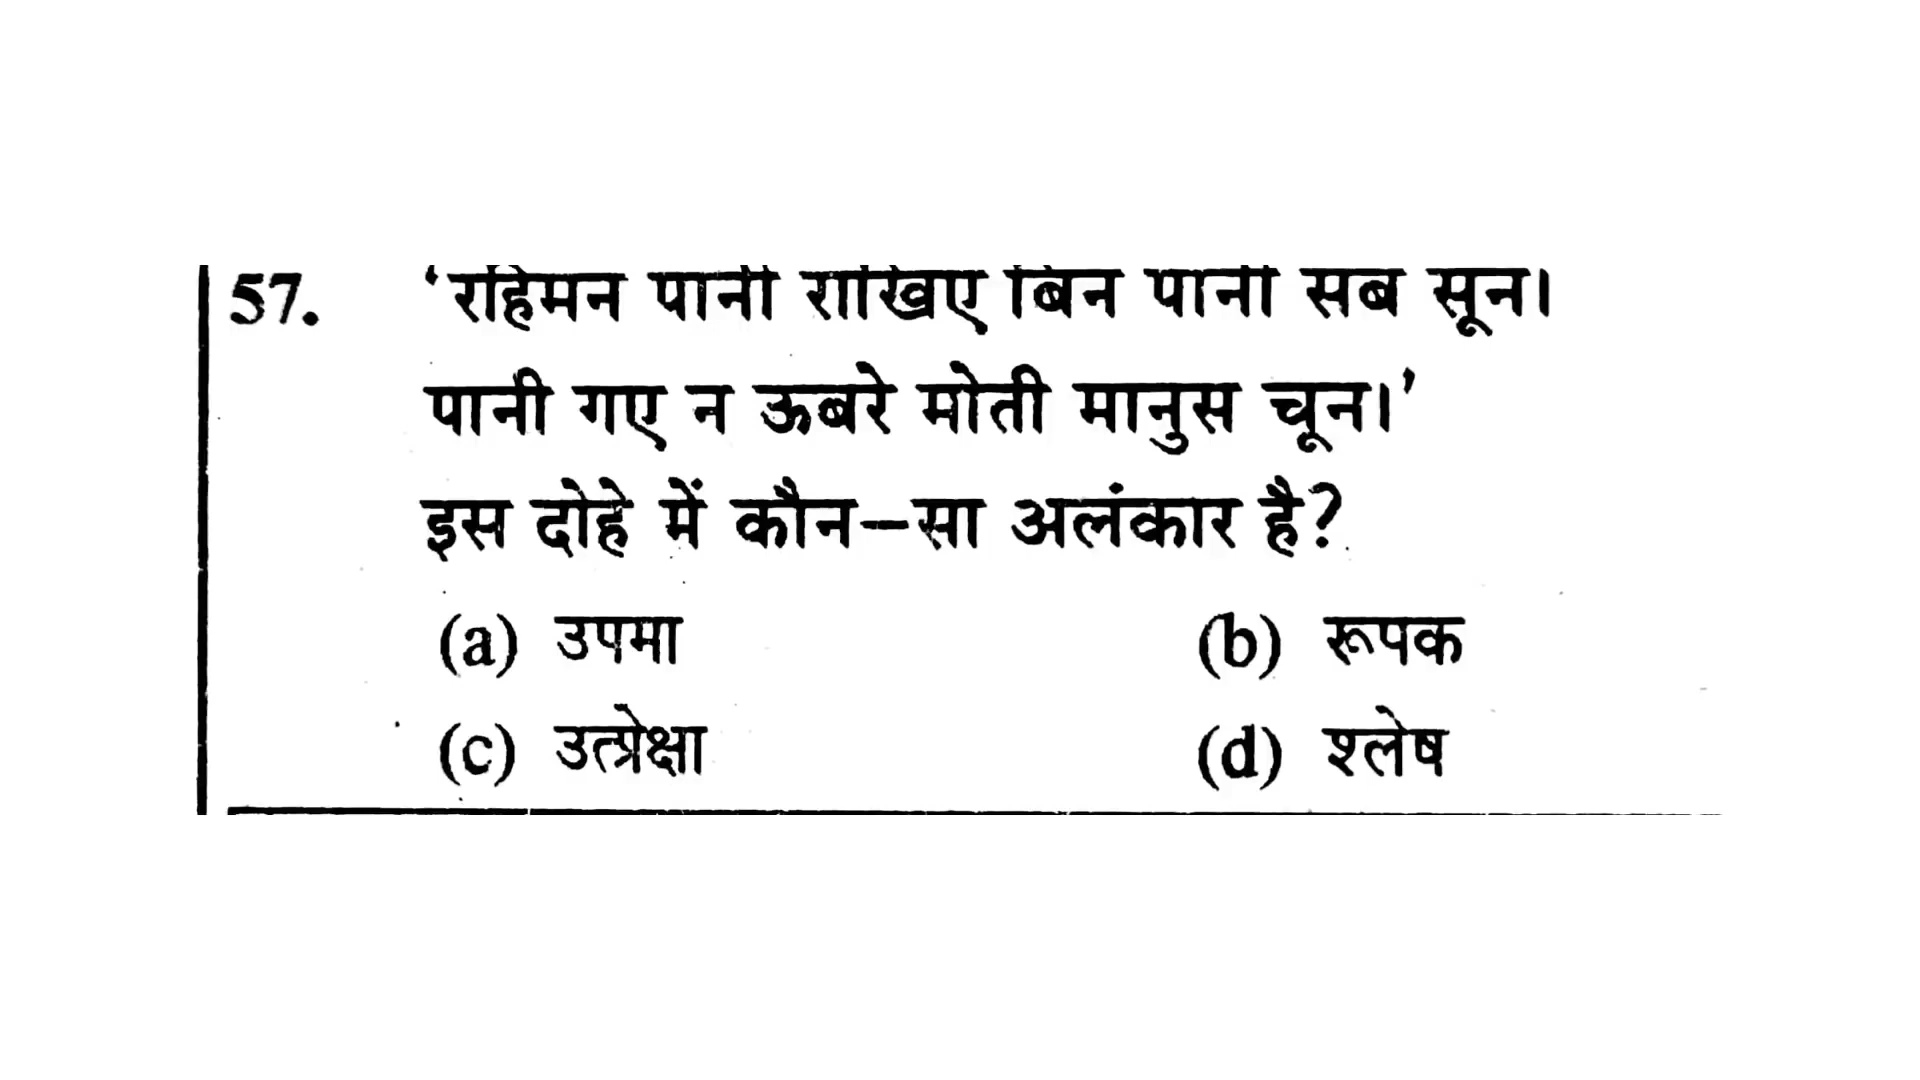 57. ‘रहिमन पानी राखिए बिन पानी सब सून।
पानी गए न ऊबरे मोती मानुस चून।’
इस दोहे में कौन–सा अलंकार है?
(a) उपमा (b) रूपक
(c) उत्प्रेक्षा (d) श्लेष